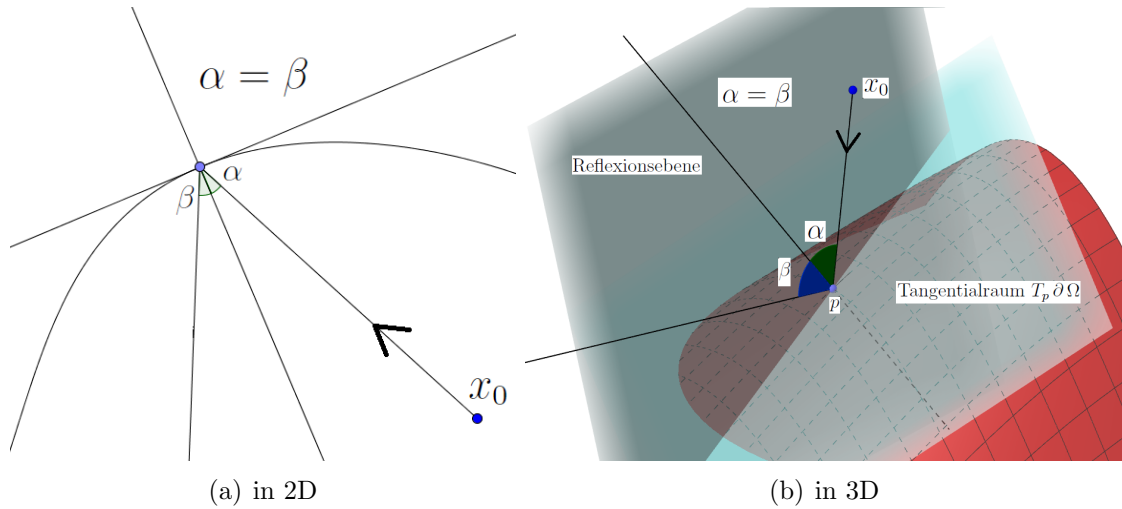 α = β
α
β
x₀
(a) in 2D
α = β
x₀
Reflexionsebene
α
β
p
Tangentialraum Tₚ ∂ Ω
(b) in 3D